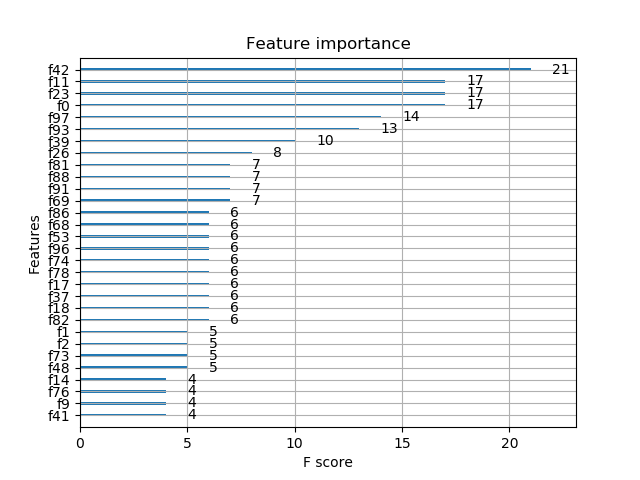 Feature importance
f42 21
f11 17
f23 17
f0 17
f97 14
f93 13
f39 10
f26 8
f81 7
f88 7
f91 7
f69 7
f86 6
f68 6
f53 6
f96 6
f74 6
f78 6
f17 6
f37 6
f18 6
f82 6
f1 5
f2 5
f73 5
f48 5
f14 4
f76 4
f9 4
f41 4
Features
0 5 10 15 20
F score